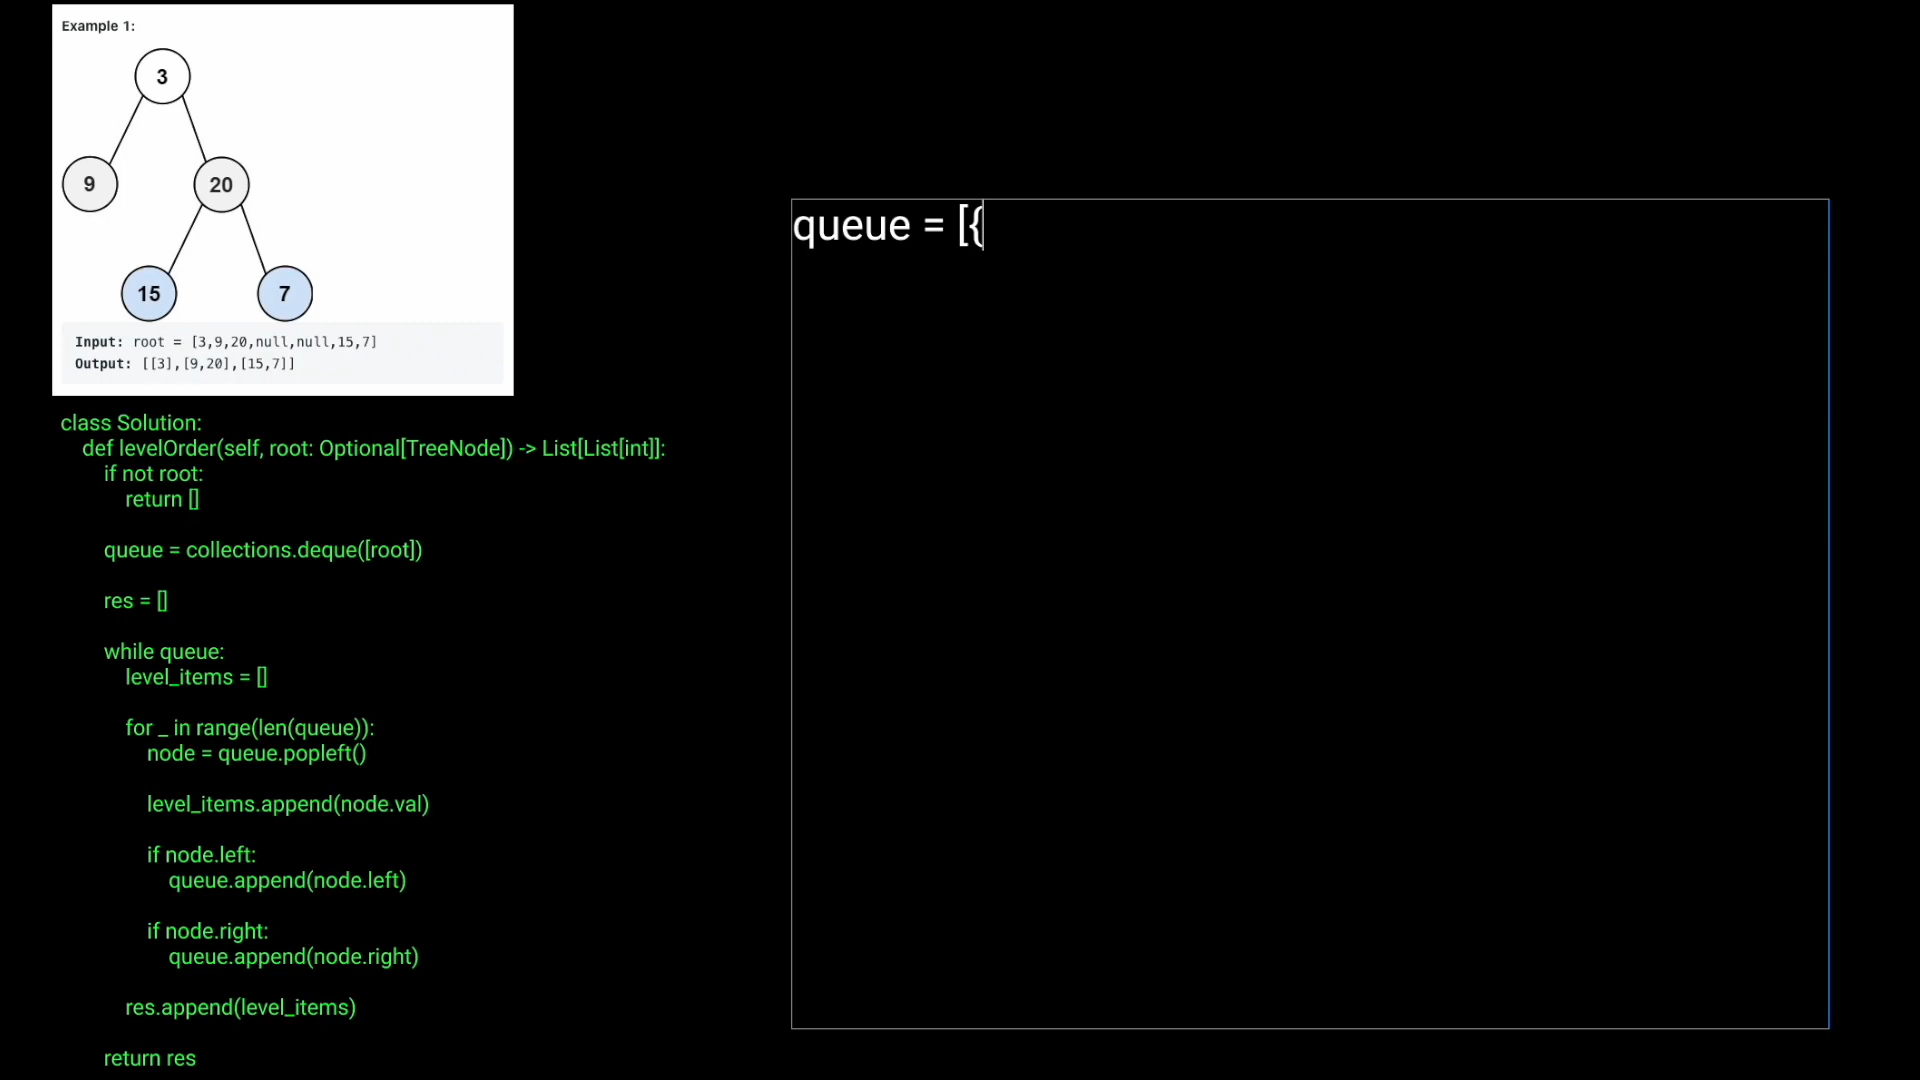 Example 1:
3
9
20
15
7
Input: root = [3,9,20,null,null,15,7]
Output: [[3],[9,20],[15,7]]
class Solution:
def levelOrder(self, root: Optional[TreeNode]) -> List[List[int]]:
if not root:
return []
queue = collections.deque([root])
res = []
while queue:
level_items = []
for _ in range(len(queue)):
node = queue.popleft()
level_items.append(node.val)
if node.left:
queue.append(node.left)
if node.right:
queue.append(node.right)
res.append(level_items)
return res
queue = [{